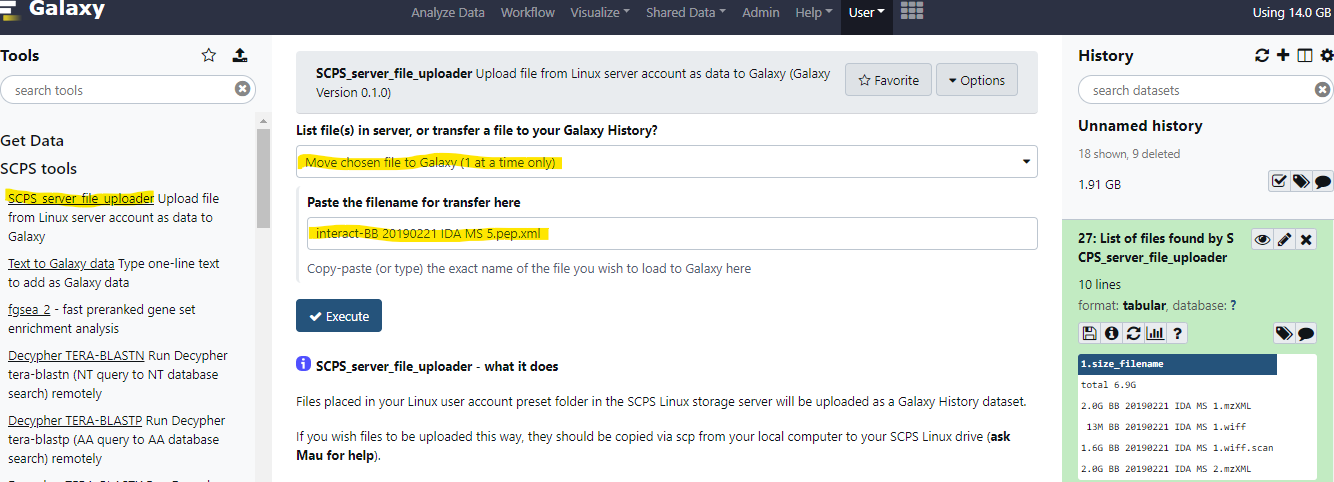 Galaxy
Analyze Data Workflow Visualize Shared Data Admin Help User
Using 14.0 GB
Tools
search tools
Get Data
SCPS tools
SCPS_server_file_uploader Upload file
from Linux server account as data to
Galaxy
Text to Galaxy data Type one-line text
to add as Galaxy data
fgsea_2 - fast preranked gene set
enrichment analysis
Decypher TERA-BLASTN Run Decypher
tera-blastn (NT query to NT database
search) remotely
Decypher TERA-BLASTP Run Decypher
tera-blastp (AA query to AA database
search) remotely
SCPS_server_file_uploader Upload file from Linux server account as data to Galaxy (Galaxy
Version 0.1.0)
Favorite
Options
List file(s) in server, or transfer a file to your Galaxy History?
Move chosen file to Galaxy (1 at a time only)
Paste the filename for transfer here
interact-BB 20190221 IDA MS 5.pep.xml
Copy-paste (or type) the exact name of the file you wish to load to Galaxy here
Execute
SCPS_server_file_uploader - what it does
Files placed in your Linux user account preset folder in the SCPS Linux storage server will be uploaded as a Galaxy History dataset.
If you wish files to be uploaded this way, they should be copied via scp from your local computer to your SCPS Linux drive (ask
Mau for help).
History
search datasets
Unnamed history
18 shown, 9 deleted
1.91 GB
27: List of files found by S
CPS_server_file_uploader
10 lines
format: tabular, database: ?
1.size_filename
total 6.9G
2.0G BB 20190221 IDA MS 1.mzXML
13M BB 20190221 IDA MS 1.wiff
1.6G BB 20190221 IDA MS 1.wiff.scan
2.0G BB 20190221 IDA MS 2.mzXML